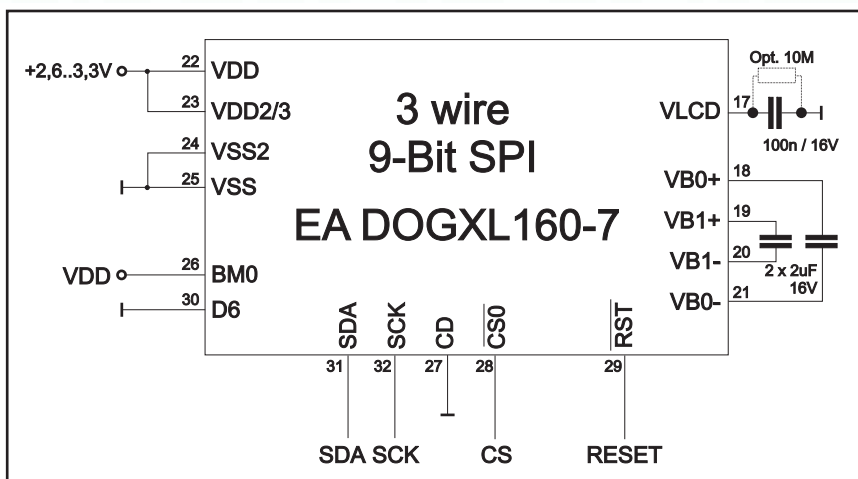 +2,6..3,3V
22 VDD
23 VDD2/3
24 VSS2
25 VSS
VDD 26 BM0
30 D6
3 wire
9-Bit SPI
EA DOGXL160-7
Opt. 10M
VLCD 17
100n / 16V
VB0+ 18
VB1+ 19
VB1- 20
VB0- 21
2 x 2uF
16V
SDA SCK CD CS0 RST
31 32 27 28 29
SDA SCK CS RESET